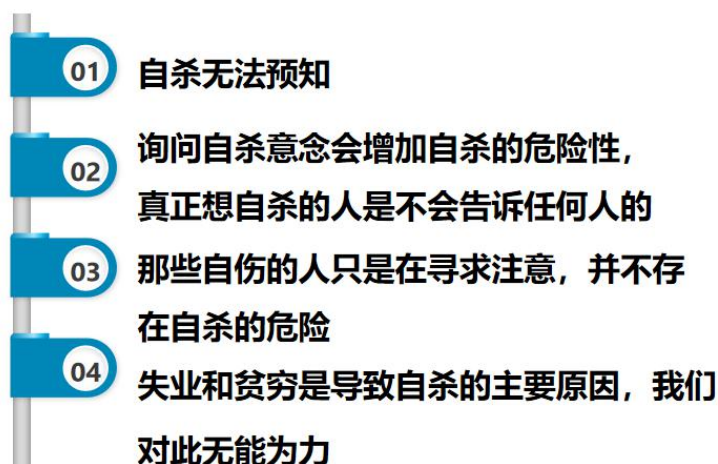 01 自杀无法预知
02 询问自杀意念会增加自杀的危险性，
真正想自杀的人是不会告诉任何人的
03 那些自伤的人只是在寻求注意，并不存
在自杀的危险
04 失业和贫穷是导致自杀的主要原因，我们
对此无能为力